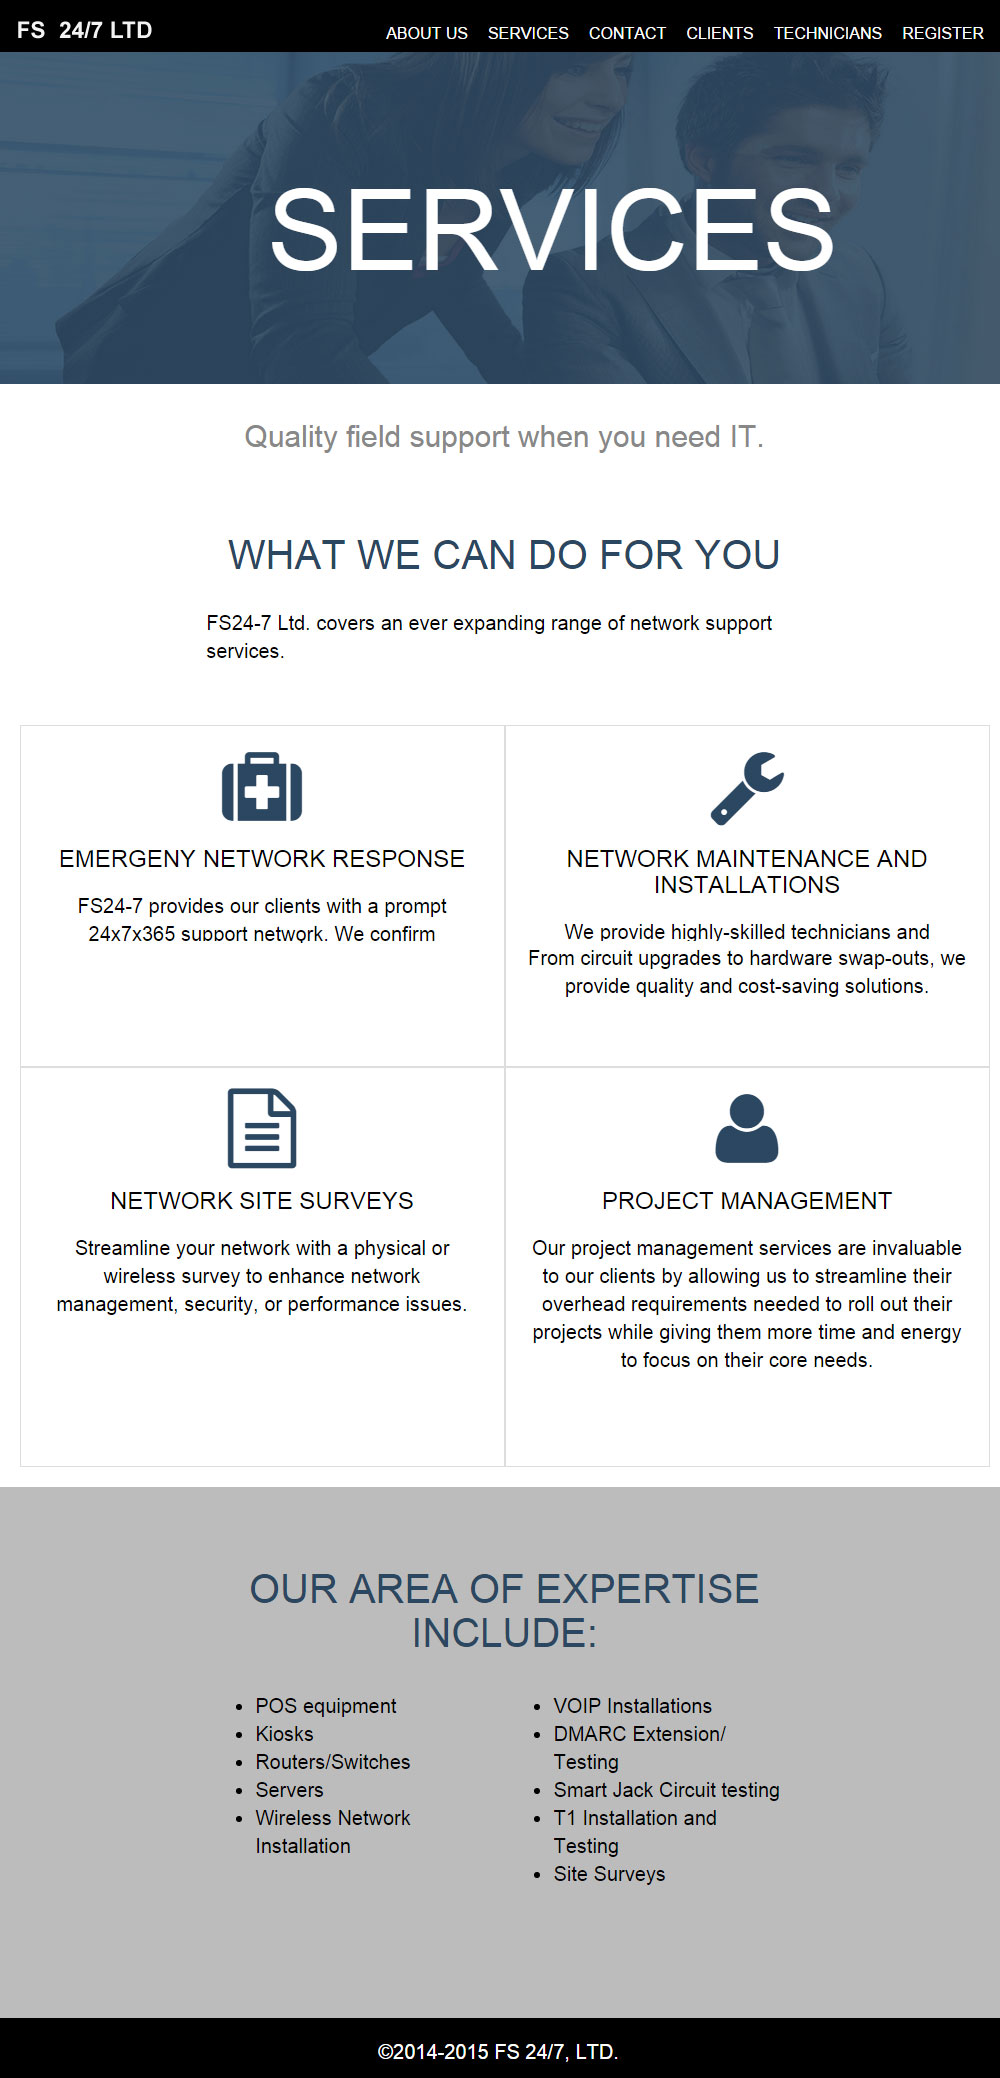 FS 24/7 LTD
ABOUT US SERVICES CONTACT CLIENTS TECHNICIANS REGISTER
SERVICES
Quality field support when you need IT.
WHAT WE CAN DO FOR YOU
FS24-7 Ltd. covers an ever expanding range of network support
services.
EMERGENY NETWORK RESPONSE
FS24-7 provides our clients with a prompt
24x7x365 support network. We confirm
NETWORK MAINTENANCE AND
INSTALLATIONS
We provide highly-skilled technicians and
From circuit upgrades to hardware swap-outs, we
provide quality and cost-saving solutions.
NETWORK SITE SURVEYS
Streamline your network with a physical or
wireless survey to enhance network
management, security, or performance issues.
PROJECT MANAGEMENT
Our project management services are invaluable
to our clients by allowing us to streamline their
overhead requirements needed to roll out their
projects while giving them more time and energy
to focus on their core needs.
OUR AREA OF EXPERTISE
INCLUDE:
• POS equipment
• Kiosks
• Routers/Switches
• Servers
• Wireless Network
Installation
• VOIP Installations
• DMARC Extension/
Testing
• Smart Jack Circuit testing
• T1 Installation and
Testing
• Site Surveys
©2014-2015 FS 24/7, LTD.